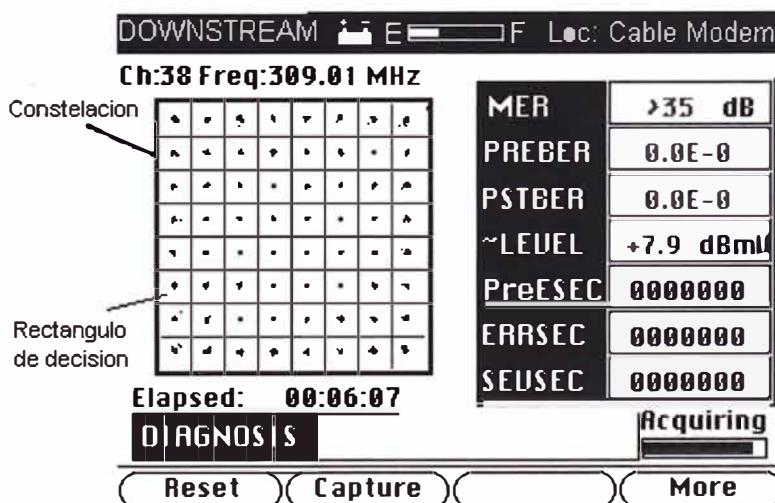 DOWNSTREAM E F Loc: Cable Modem
Ch:38 Freq:309.01 MHz
Constelacion
MER >35 dB
PREBER 0.0E-0
PSTBER 0.0E-0
~LEVEL +7.9 dBmV
PreESEC 0000000
Rectangulo
de decision
ERRSEC 0000000
SEVSEC 0000000
Elapsed: 00:06:07
DIAGNOSIS
Acquiring
Reset Capture More